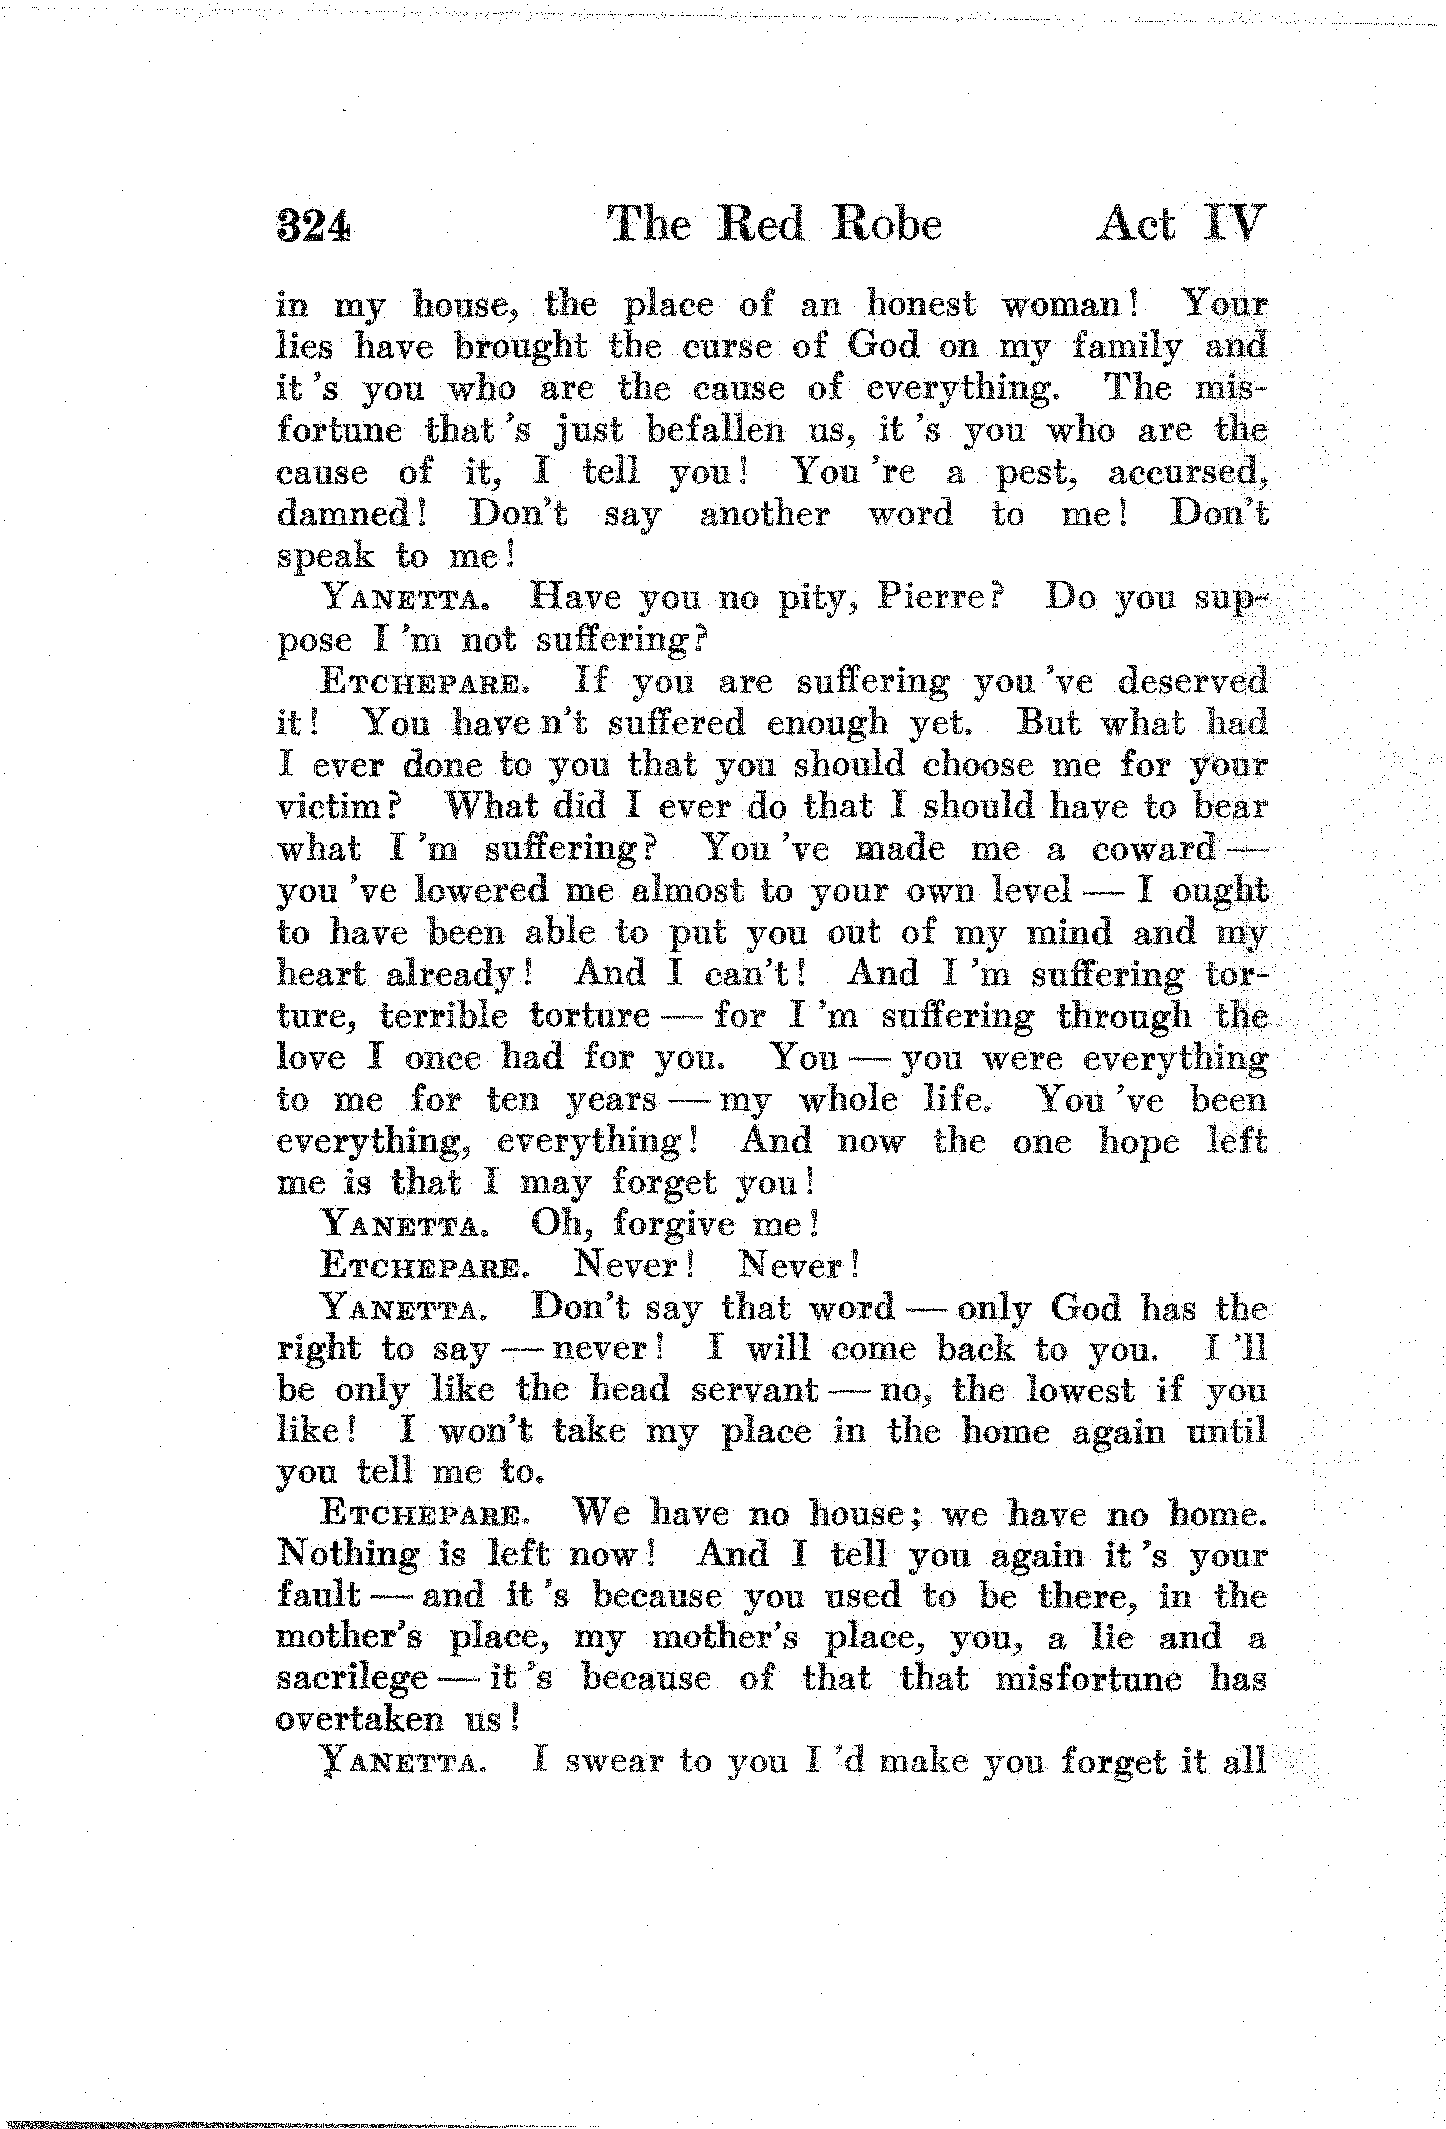 324 The Red Robe Act IV
in my house, the place of an honest woman! Your
lies have brought the curse of God on my family and
it 's you who are the cause of everything. The mis-
fortune that 's just befallen us, it 's you who are the
cause of it, I tell you! You 're a pest, accursed,
damned! Don't say another word to me! Don't
speak to me!
YANETTA. Have you no pity, Pierre? Do you sup-
pose I 'm not suffering?
ETCHEPARE. If you are suffering you 've deserved
it! You have n't suffered enough yet. But what had
I ever done to you that you should choose me for your
victim? What did I ever do that I should have to bear
what I 'm suffering? You 've made me a coward —
you 've lowered me almost to your own level — I ought
to have been able to put you out of my mind and my
heart already! And I can't! And I 'm suffering tor-
ture, terrible torture — for I 'm suffering through the
love I once had for you. You — you were everything
to me for ten years — my whole life. You 've been
everything, everything! And now the one hope left
me is that I may forget you!
YANETTA. Oh, forgive me!
ETCHEPARE. Never! Never!
YANETTA. Don't say that word — only God has the
right to say — never! I will come back to you. I 'll
be only like the head servant — no, the lowest if you
like! I won't take my place in the home again until
you tell me to.
ETCHEPARE. We have no house; we have no home.
Nothing is left now! And I tell you again it 's your
fault — and it 's because you used to be there, in the
mother's place, my mother's place, you, a lie and a
sacrilege — it 's because of that that misfortune has
overtaken us!
YANETTA. I swear to you I 'd make you forget it all